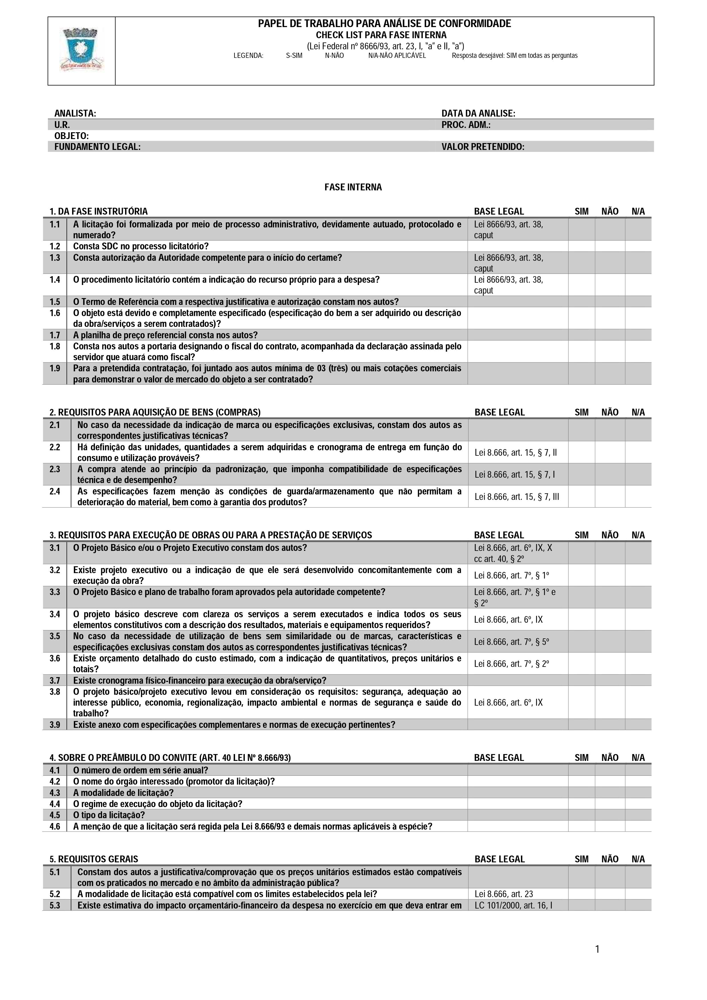 PAPEL DE TRABALHO PARA ANÁLISE DE CONFORMIDADE
CHECK LIST PARA FASE INTERNA
(Lei Federal nº 8666/93, art. 23, I, “a” e II, “a”)
LEGENDA: S-SIM N-NÃO N/A-NÃO APLICÁVEL Resposta desejável: SIM em todas as perguntas
ANALISTA: DATA DA ANALISE:
U.R. PROC. ADM.:
OBJETO:
FUNDAMENTO LEGAL: VALOR PRETENDIDO:
FASE INTERNA
1. DA FASE INSTRUTÓRIA BASE LEGAL SIM NÃO N/A
1.1 A licitação foi formalizada por meio de processo administrativo, devidamente autuado, protocolado e Lei 8666/93, art. 38,
numerado? caput
1.2 Consta SDC no processo licitatório?
1.3 Consta autorização da Autoridade competente para o início do certame? Lei 8666/93, art. 38,
caput
1.4 O procedimento licitatório contém a indicação do recurso próprio para a despesa? Lei 8666/93, art. 38,
caput
1.5 O Termo de Referência com a respectiva justificativa e autorização constam nos autos?
1.6 O objeto está devido e completamente especificado (especificação do bem a ser adquirido ou descrição
da obra/serviços a serem contratados)?
1.7 A planilha de preço referencial consta nos autos?
1.8 Consta nos autos a portaria designando o fiscal do contrato, acompanhada da declaração assinada pelo
servidor que atuará como fiscal?
1.9 Para a pretendida contratação, foi juntado aos autos mínima de 03 (três) ou mais cotações comerciais
para demonstrar o valor de mercado do objeto a ser contratado?
2. REQUISITOS PARA AQUISIÇÃO DE BENS (COMPRAS) BASE LEGAL SIM NÃO N/A
2.1 No caso da necessidade da indicação de marca ou especificações exclusivas, constam dos autos as
correspondentes justificativas técnicas?
2.2 Há definição das unidades, quantidades a serem adquiridas e cronograma de entrega em função do
consumo e utilização prováveis? Lei 8.666, art. 15, § 7, II
2.3 A compra atende ao princípio da padronização, que imponha compatibilidade de especificações
técnica e de desempenho? Lei 8.666, art. 15, § 7, I
2.4 As especificações fazem menção às condições de guarda/armazenamento que não permitam a
deterioração do material, bem como à garantia dos produtos? Lei 8.666, art. 15, § 7, III
3. REQUISITOS PARA EXECUÇÃO DE OBRAS OU PARA A PRESTAÇÃO DE SERVIÇOS BASE LEGAL SIM NÃO N/A
3.1 O Projeto Básico e/ou o Projeto Executivo constam dos autos? Lei 8.666, art. 6º, IX, X
cc art. 40, § 2º
3.2 Existe projeto executivo ou a indicação de que ele será desenvolvido concomitantemente com a
execução da obra? Lei 8.666, art. 7º, § 1º
3.3 O Projeto Básico e plano de trabalho foram aprovados pela autoridade competente? Lei 8.666, art. 7º, § 1º e
§ 2º
3.4 O projeto básico descreve com clareza os serviços a serem executados e indica todos os seus
elementos constitutivos com a descrição dos resultados, materiais e equipamentos requeridos? Lei 8.666, art. 6º, IX
3.5 No caso da necessidade de utilização de bens sem similaridade ou de marcas, características e
especificações exclusivas constam dos autos as correspondentes justificativas técnicas? Lei 8.666, art. 7º, § 5º
3.6 Existe orçamento detalhado do custo estimado, com a indicação de quantitativos, preços unitários e
totais? Lei 8.666, art. 7º, § 2º
3.7 Existe cronograma físico-financeiro para execução da obra/serviço?
3.8 O projeto básico/projeto executivo levou em consideração os requisitos: segurança, adequação ao
interesse público, economia, regionalização, impacto ambiental e normas de segurança e saúde do Lei 8.666, art. 6º, IX
trabalho?
3.9 Existe anexo com especificações complementares e normas de execução pertinentes?
4. SOBRE O PREÂMBULO DO CONVITE (ART. 40 LEI Nº 8.666/93) BASE LEGAL SIM NÃO N/A
4.1 O número de ordem em série anual?
4.2 O nome do órgão interessado (promotor da licitação)?
4.3 A modalidade de licitação?
4.4 O regime de execução do objeto da licitação?
4.5 O tipo da licitação?
4.6 A menção de que a licitação será regida pela Lei 8.666/93 e demais normas aplicáveis à espécie?
5. REQUISITOS GERAIS BASE LEGAL SIM NÃO N/A
5.1 Constam dos autos a justificativa/comprovação que os preços unitários estimados estão compatíveis
com os praticados no mercado e no âmbito da administração pública?
5.2 A modalidade de licitação está compatível com os limites estabelecidos pela lei? Lei 8.666, art. 23
5.3 Existe estimativa do impacto orçamentário-financeiro da despesa no exercício em que deva entrar em LC 101/2000, art. 16, I
1